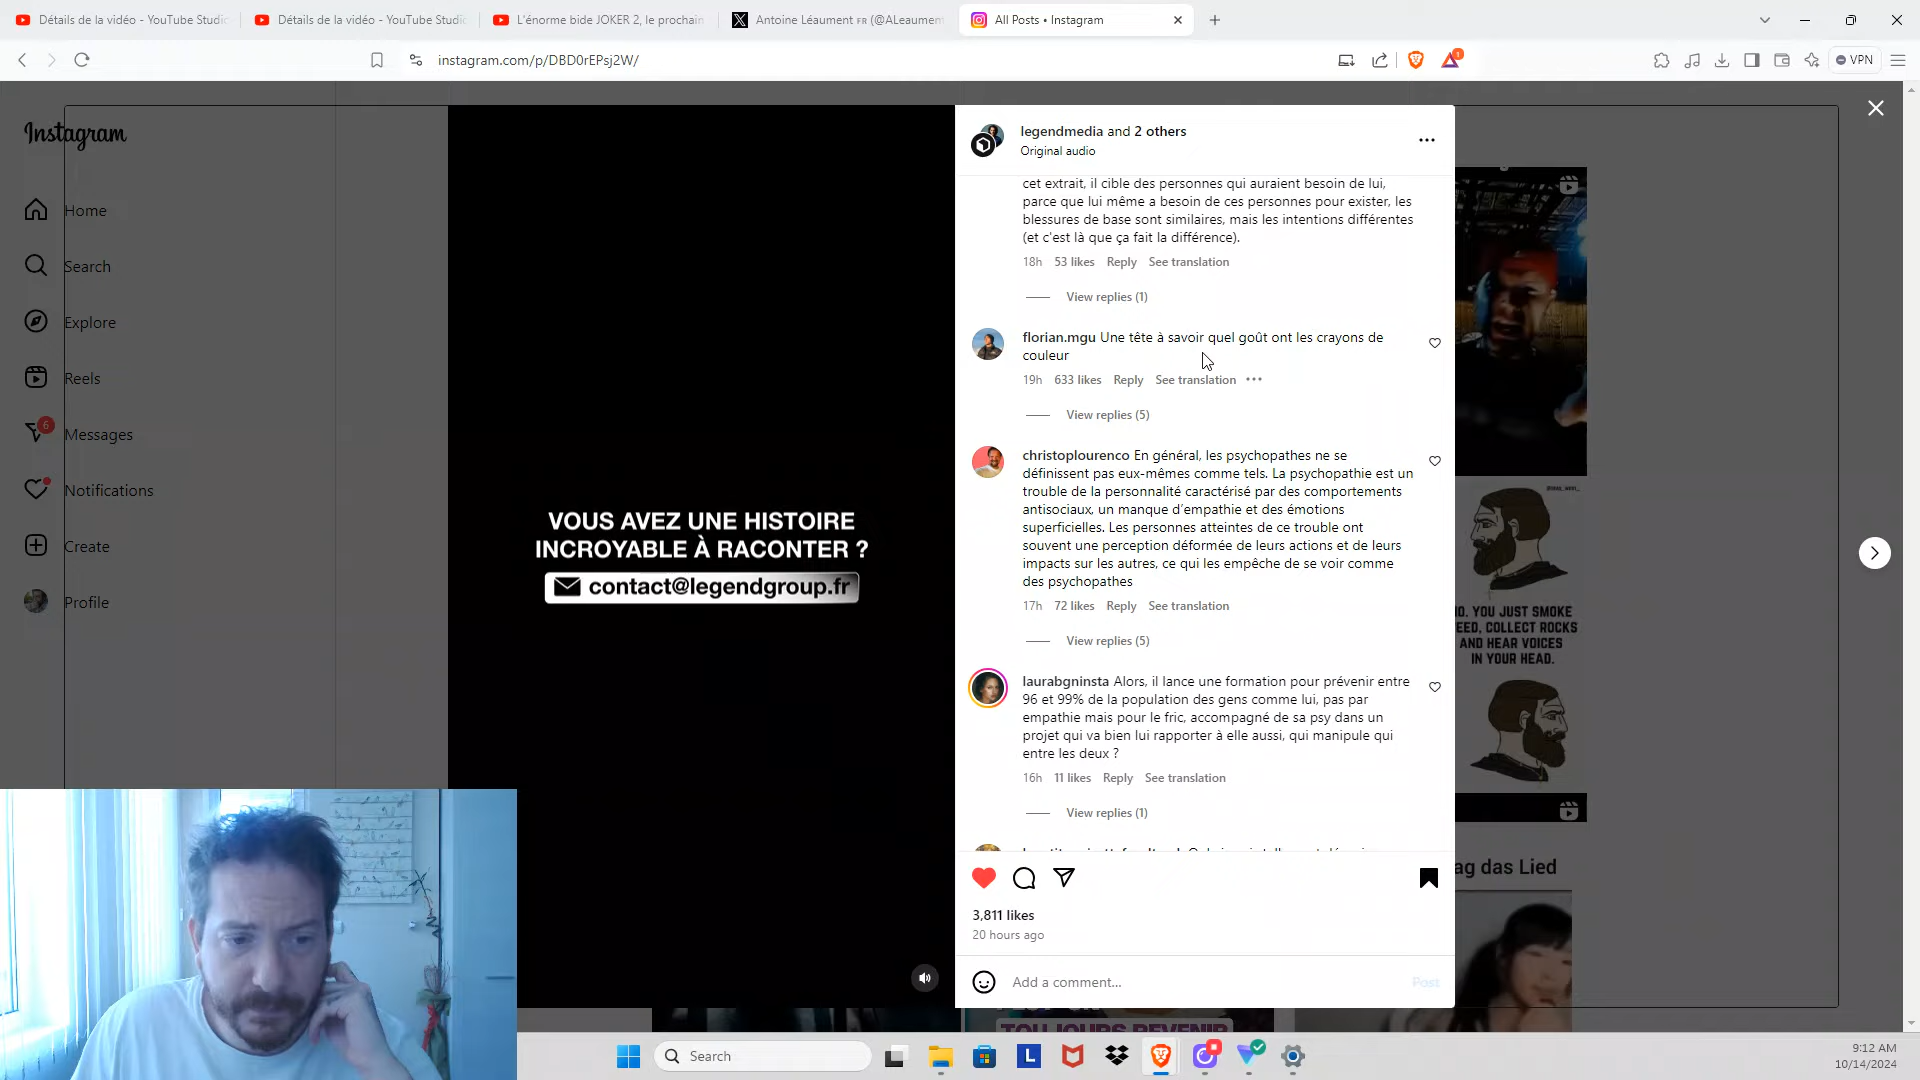 Détails de la vidéo - YouTube Studio
Détails de la vidéo - YouTube Studio
L'énorme bide JOKER 2, le prochain
Antoine Léaument FR (@ALeaument
All Posts • Instagram
instagram.com/p/DBD0rEPsj2W/
1
VPN
Instagram
Home
Search
Explore
Reels
6
Messages
Notifications
Create
Profile
VOUS AVEZ UNE HISTOIRE
INCROYABLE À RACONTER ?
contact@legendgroup.fr
legendmedia and 2 others
Original audio
cet extrait, il cible des personnes qui auraient besoin de lui,
parce que lui même a besoin de ces personnes pour exister, les
blessures de base sont similaires, mais les intentions différentes
(et c'est là que ça fait la différence).
18h 53 likes Reply See translation
View replies (1)
florian.mgu Une tête à savoir quel goût ont les crayons de
couleur
19h 633 likes Reply See translation
View replies (5)
christoplourenco En général, les psychopathes ne se
définissent pas eux-mêmes comme tels. La psychopathie est un
trouble de la personnalité caractérisé par des comportements
antisociaux, un manque d'empathie et des émotions
superficielles. Les personnes atteintes de ce trouble ont
souvent une perception déformée de leurs actions et de leurs
impacts sur les autres, ce qui les empêche de se voir comme
des psychopathes
17h 72 likes Reply See translation
View replies (5)
laurabgninsta Alors, il lance une formation pour prévenir entre
96 et 99% de la population des gens comme lui, pas par
empathie mais pour le fric, accompagné de sa psy dans un
projet qui va bien lui rapporter à elle aussi, qui manipule qui
entre les deux ?
16h 11 likes Reply See translation
View replies (1)
3,811 likes
20 hours ago
Add a comment...
Post
O. YOU JUST SMOKE
EED, COLLECT ROCKS
AND HEAR VOICES
IN YOUR HEAD.
ag das Lied
TOUJOURS REVENIR
Search
L
9:12 AM
10/14/2024